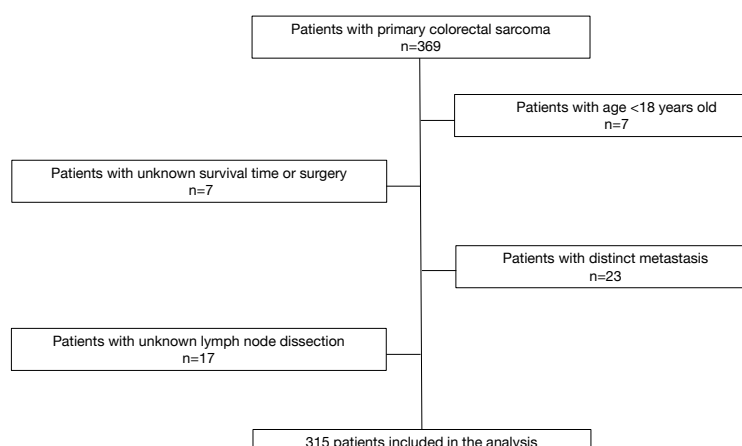 Patients with primary colorectal sarcoma
n=369
Patients with age <18 years old
n=7
Patients with unknown survival time or surgery
n=7
Patients with distinct metastasis
n=23
Patients with unknown lymph node dissection
n=17
315 patients included in the analysis